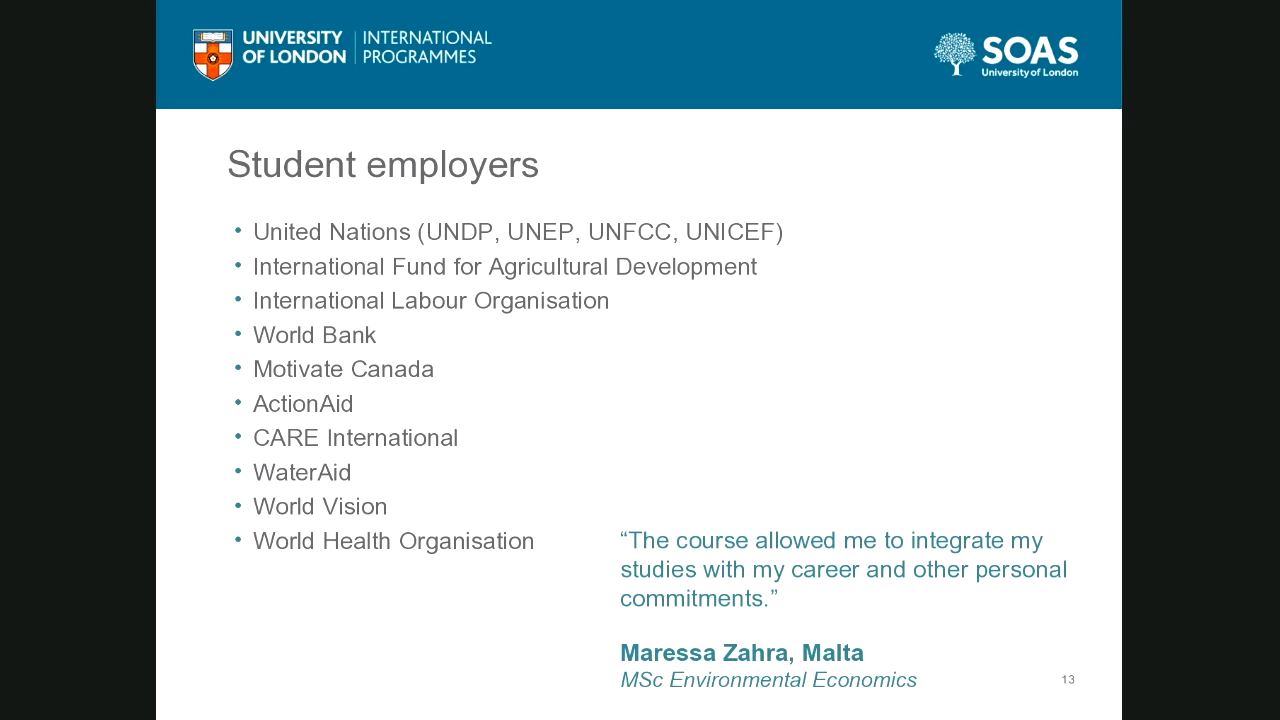 UNIVERSITY
OF LONDON
INTERNATIONAL
PROGRAMMES
SOAS
University of London
Student employers
• United Nations (UNDP, UNEP, UNFCC, UNICEF)
• International Fund for Agricultural Development
• International Labour Organisation
• World Bank
• Motivate Canada
• ActionAid
• CARE International
• WaterAid
• World Vision
• World Health Organisation
“The course allowed me to integrate my
studies with my career and other personal
commitments.”
Maressa Zahra, Malta
MSc Environmental Economics
13